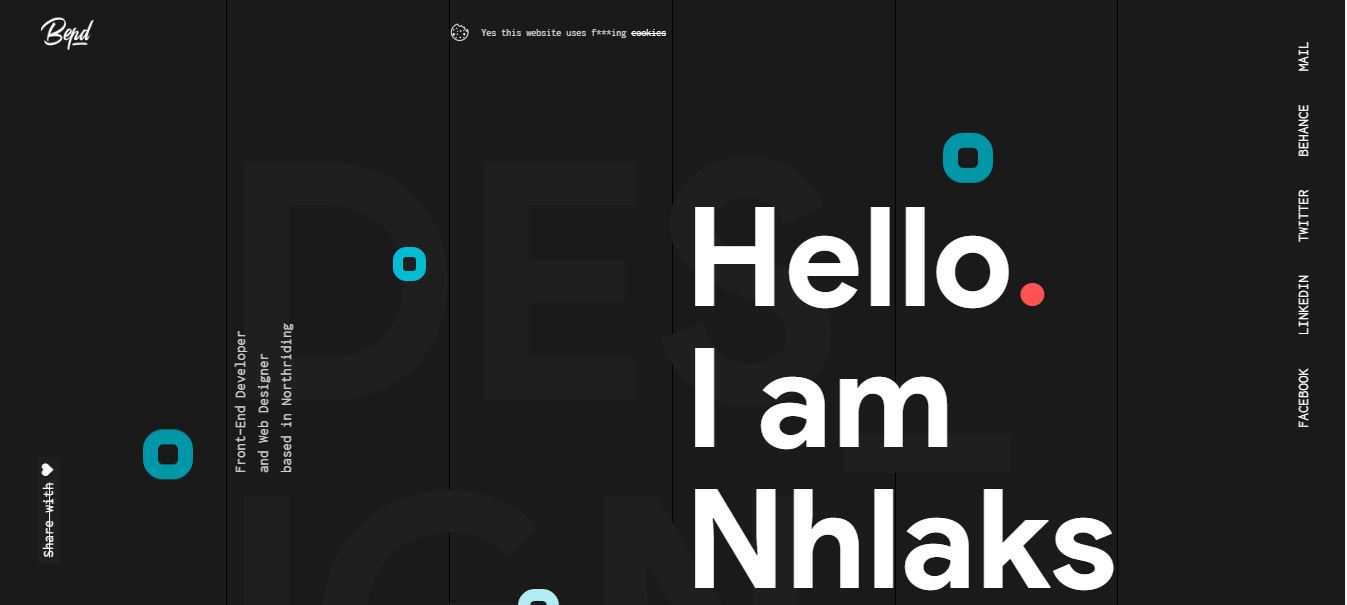 Bepd
Yes this website uses f***ing cookies
MAIL
BEHANCE
TWITTER
LINKEDIN
FACEBOOK
DES_
Hello.
I am
Nhlaks
Front-End Developer
and Web Designer
based in Northriding
Share with
IGN